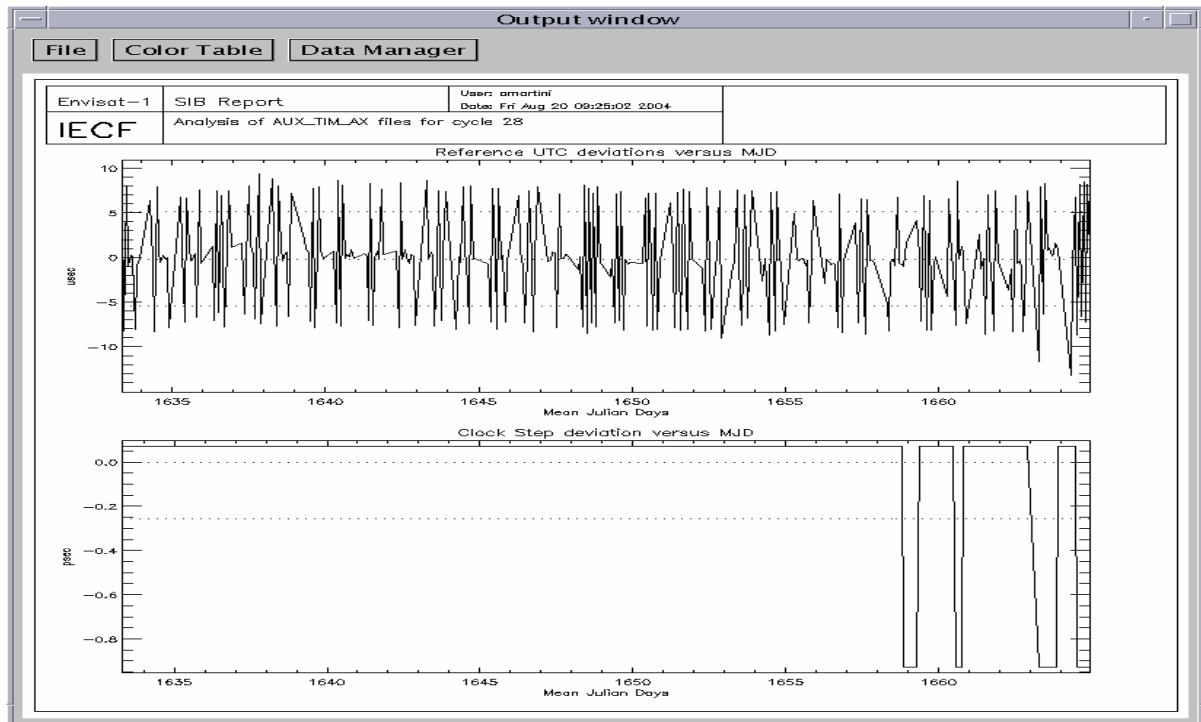 Output window
File Color Table Data Manager
Envisat-1 SIB Report User: amartini
Date: Fri Aug 20 09:25:02 2004
IECF Analysis of AUX_TIM_AX files for cycle 28
Reference UTC deviations versus MJD
10
5
0
-5
-10
usec
1635 1640 1645 1650 1655 1660
Mean Julian Days
Clock Step deviation versus MJD
0.0
-0.2
-0.4
-0.6
-0.8
psec
1635 1640 1645 1650 1655 1660
Mean Julian Days